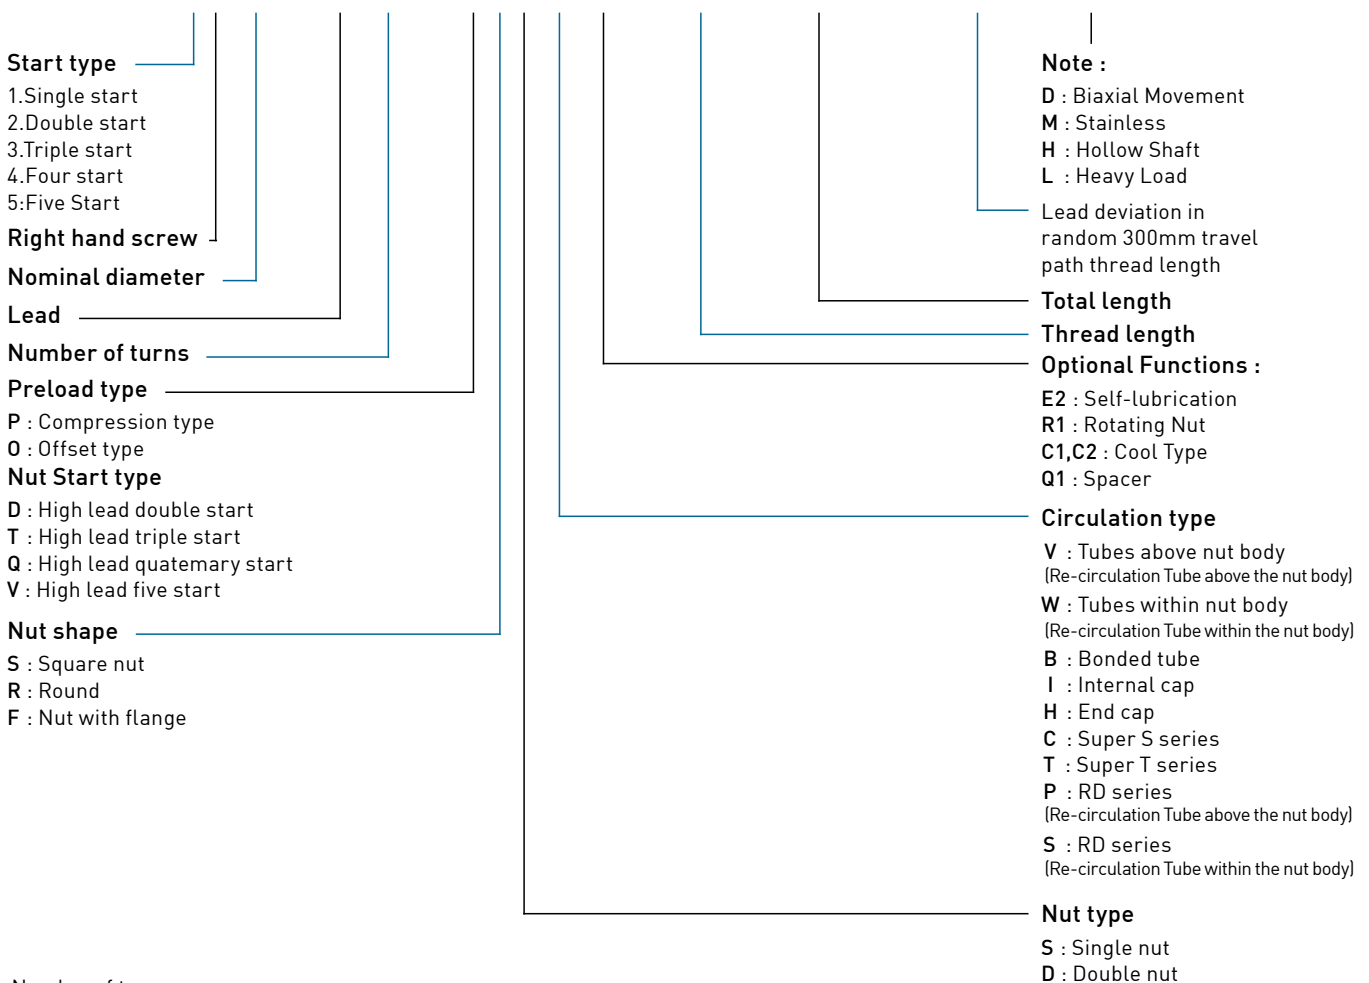 Start type
1.Single start
2.Double start
3.Triple start
4.Four start
5:Five Start
Right hand screw
Nominal diameter
Lead
Number of turns
Preload type
P : Compression type
O : Offset type
Nut Start type
D : High lead double start
T : High lead triple start
Q : High lead quatemary start
V : High lead five start
Nut shape
S : Square nut
R : Round
F : Nut with flange
Note :
D : Biaxial Movement
M : Stainless
H : Hollow Shaft
L : Heavy Load
Lead deviation in
random 300mm travel
path thread length
Total length
Thread length
Optional Functions :
E2 : Self-lubrication
R1 : Rotating Nut
C1,C2 : Cool Type
Q1 : Spacer
Circulation type
V : Tubes above nut body
(Re-circulation Tube above the nut body)
W : Tubes within nut body
(Re-circulation Tube within the nut body)
B : Bonded tube
I : Internal cap
H : End cap
C : Super S series
T : Super T series
P : RD series
(Re-circulation Tube above the nut body)
S : RD series
(Re-circulation Tube within the nut body)
Nut type
S : Single nut
D : Double nut